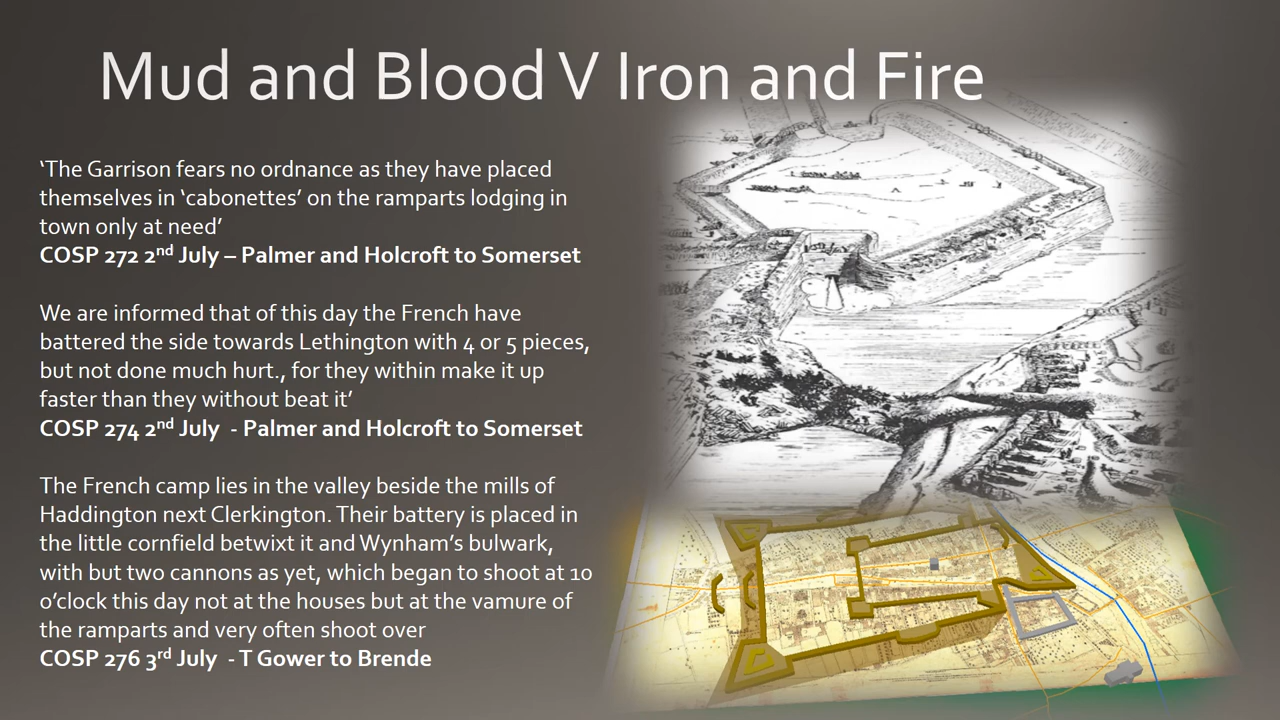 Mud and Blood V Iron and Fire
‘The Garrison fears no ordnance as they have placed
themselves in ‘cabonettes’ on the ramparts lodging in
town only at need’
COSP 272 2nd July – Palmer and Holcroft to Somerset
We are informed that of this day the French have
battered the side towards Lethington with 4 or 5 pieces,
but not done much hurt., for they within make it up
faster than they without beat it’
COSP 274 2nd July - Palmer and Holcroft to Somerset
The French camp lies in the valley beside the mills of
Haddington next Clerkington. Their battery is placed in
the little cornfield betwixt it and Wynham’s bulwark,
with but two cannons as yet, which began to shoot at 10
o’clock this day not at the houses but at the vamure of
the ramparts and very often shoot over
COSP 276 3rd July - T Gower to Brende